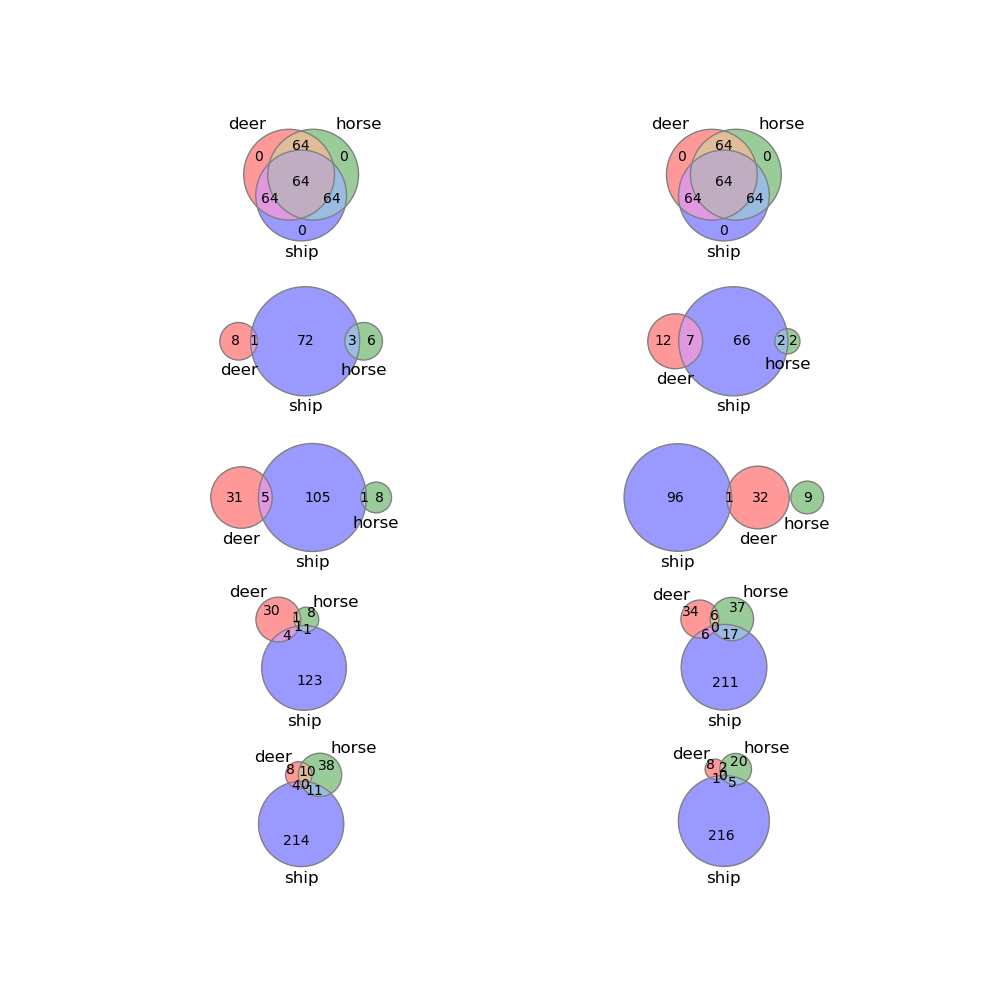 deer horse
0 64 0
64
64 64
0
ship
deer horse
0 64 0
64
64 64
0
ship
8 1 72 3 6
deer horse
ship
12 7 66 2 2
horse
deer
ship
31 5 105 1 8
horse
deer
ship
96 1 32 9
horse
deer
ship
deer horse
30 1 8
1 1
4
123
ship
deer horse
34 6 37
0
6 17
211
ship
deer horse
8 10 38
4 0 11
214
ship
deer horse
8 2 20
1 0 5
216
ship